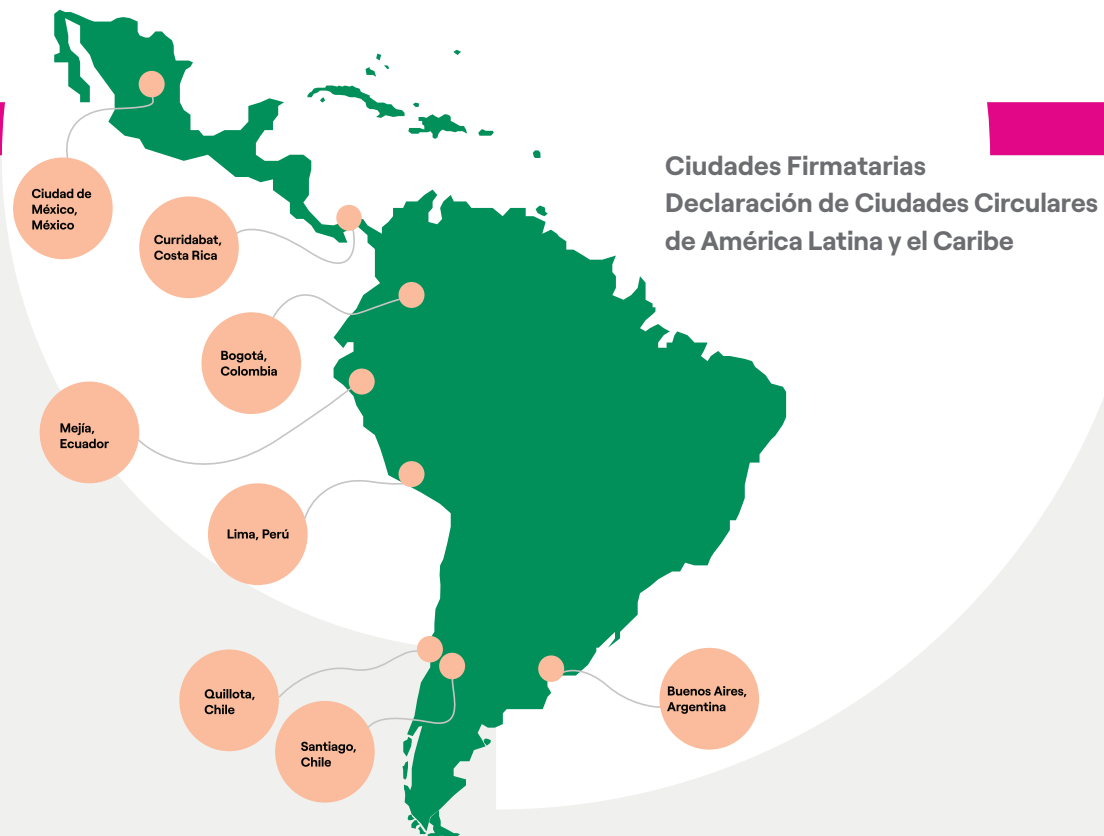 Ciudades Firmatarias
Declaración de Ciudades Circulares
de América Latina y el Caribe
Ciudad de
México,
México
Curridabat,
Costa Rica
Bogotá,
Colombia
Mejía,
Ecuador
Lima, Perú
Quillota,
Chile
Santiago,
Chile
Buenos Aires,
Argentina